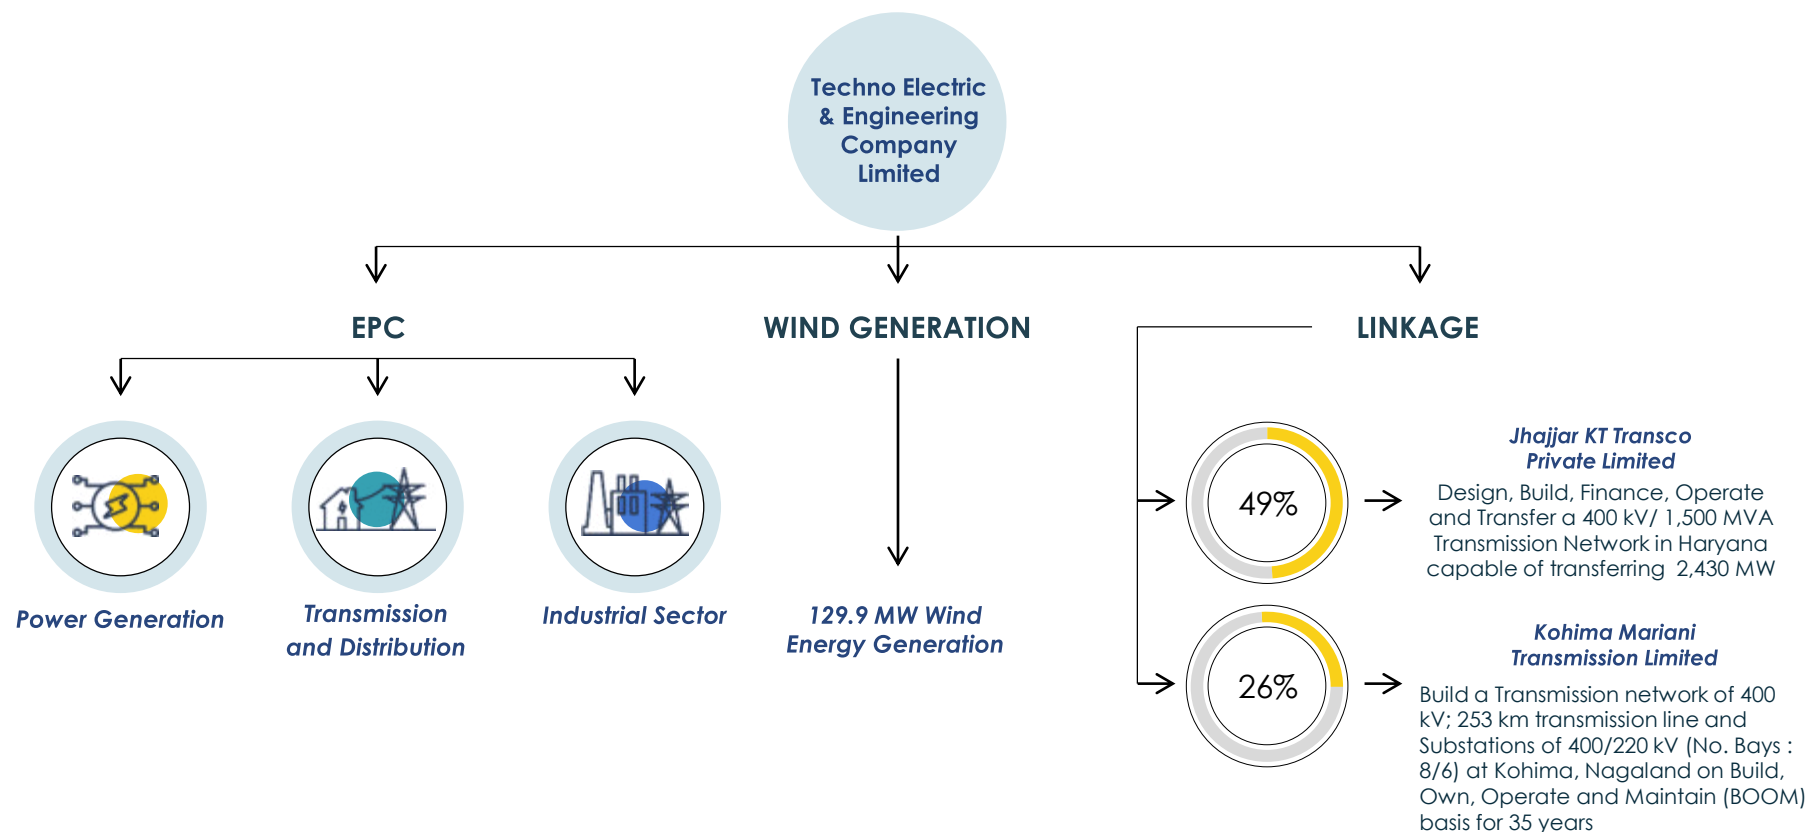 Techno Electric
& Engineering
Company
Limited
EPC
WIND GENERATION
LINKAGE
Power Generation
Transmission
and Distribution
Industrial Sector
129.9 MW Wind
Energy Generation
49%
Jhajjar KT Transco
Private Limited
Design, Build, Finance, Operate
and Transfer a 400 kV/ 1,500 MVA
Transmission Network in Haryana
capable of transferring 2,430 MW
26%
Kohima Mariani
Transmission Limited
Build a Transmission network of 400
kV; 253 km transmission line and
Substations of 400/220 kV (No. Bays :
8/6) at Kohima, Nagaland on Build,
Own, Operate and Maintain (BOOM)
basis for 35 years